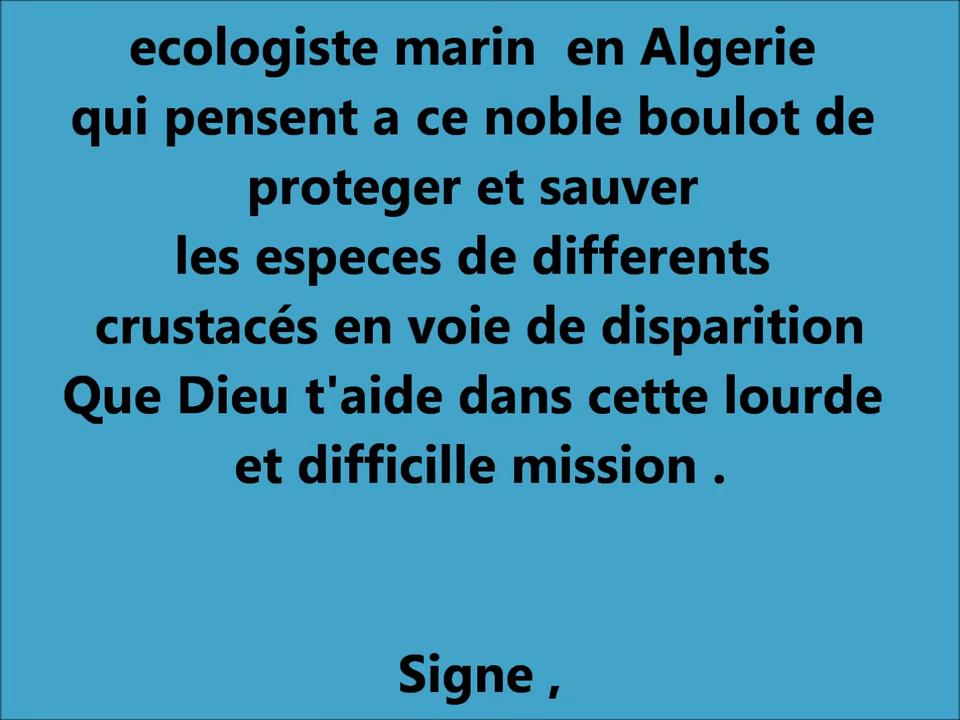 ecologiste marin en Algerie
qui pensent a ce noble boulot de
proteger et sauver
les especes de differents
crustacés en voie de disparition
Que Dieu t'aide dans cette lourde
et difficille mission .
Signe ,